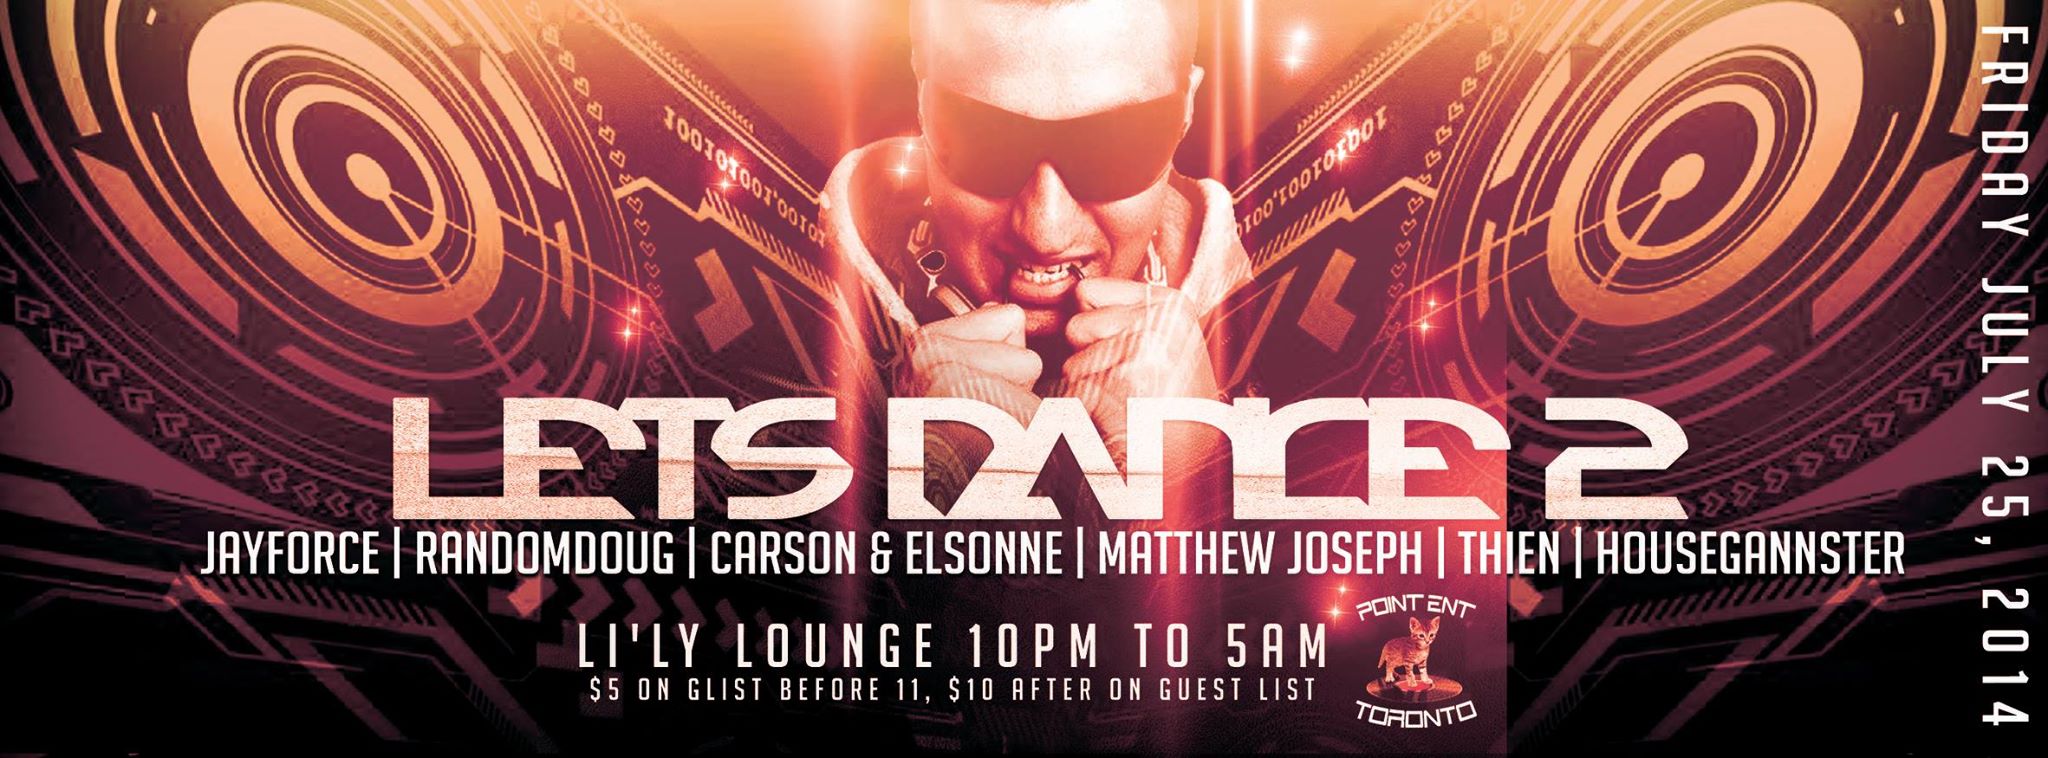 LETS DANCE 2
JAYFORCE | RANDOMDOUG | CARSON & ELSONNE | MATTHEW JOSEPH | THIEN | HOUSEGANNSTER
LI'LY LOUNGE 10PM TO 5AM
$5 ON GLIST BEFORE 11, $10 AFTER ON GUEST LIST
POINT ENT
TORONTO
FRIDAY JULY 25, 2014